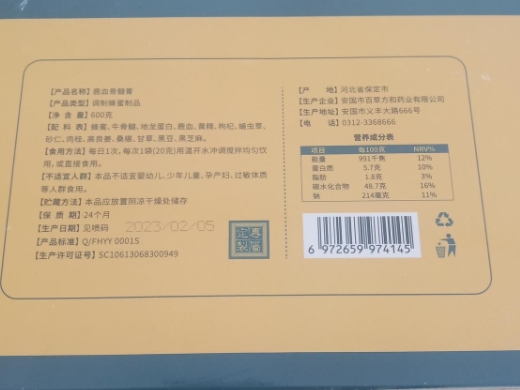 【产品名称】鹿血骨髓膏
【产品类型】调制蜂蜜制品
【净 含 量】600克
【配 料 表】蜂蜜、牛骨髓、地龙蛋白、鹿血、黄精、枸杞、蛹虫草、
砂仁、肉桂、高良姜、桑椹、甘草、黑豆、黑芝麻。
【食用方法】每日1次，每次1袋(20克)用温开水冲调搅拌均匀饮
用，或直接食用。
【不适宜人群】本品不适宜婴幼儿、少年儿童、孕产妇、过敏体质
等人群食用。
【贮藏方法】本品应放置阴凉干燥处储存
【保 质 期】24个月
【生产日期】见喷码 2023/02/05
【产品标准】Q/FHYY 0001S
【生产许可证号】SC10613068300949
【产 地】河北省保定市
【生产企业】安国市百草方和药业有限公司
【生产地址】安国市义丰大路666号
【电 话】0312-3368666
营养成分表
项目 每100克 NRV%
能量 991千焦 12%
蛋白质 5.7克 10%
脂肪 1.8克 3%
碳水化合物 48.7克 16%
钠 214毫克 11%
6 972659 974145